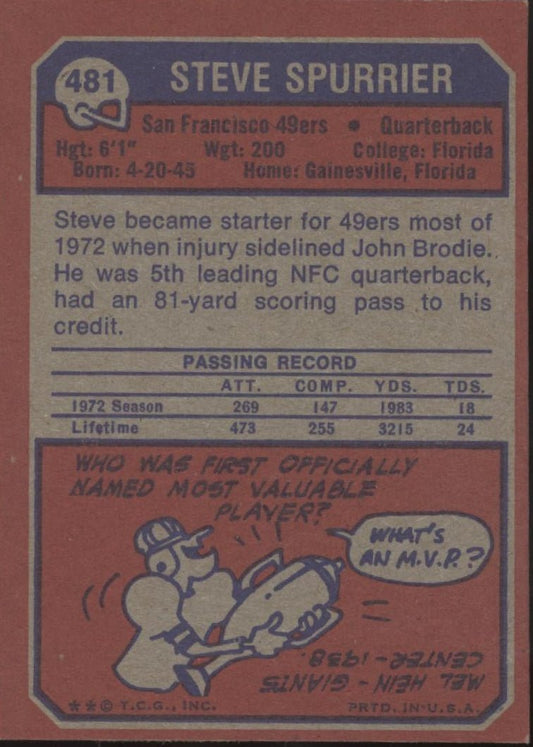 481 STEVE SPURRIER
San Francisco 49ers • Quarterback
Hgt: 6'1" Wgt: 200 College: Florida
Born: 4-20-45 Home: Gainesville, Florida
Steve became starter for 49ers most of
1972 when injury sidelined John Brodie.
He was 5th leading NFC quarterback,
had an 81-yard scoring pass to his
credit.
PASSING RECORD
ATT. COMP. YDS. TDS.
1972 Season 269 147 1983 18
Lifetime 473 255 3215 24
WHO WAS FIRST OFFICIALLY
NAMED MOST VALUABLE
PLAYER?
WHAT'S
AN M.V.P.?
MEL HEIN - GIANTS
CENTER - 1938.
**© T.C.G., INC. PRTD. IN U.S.A.